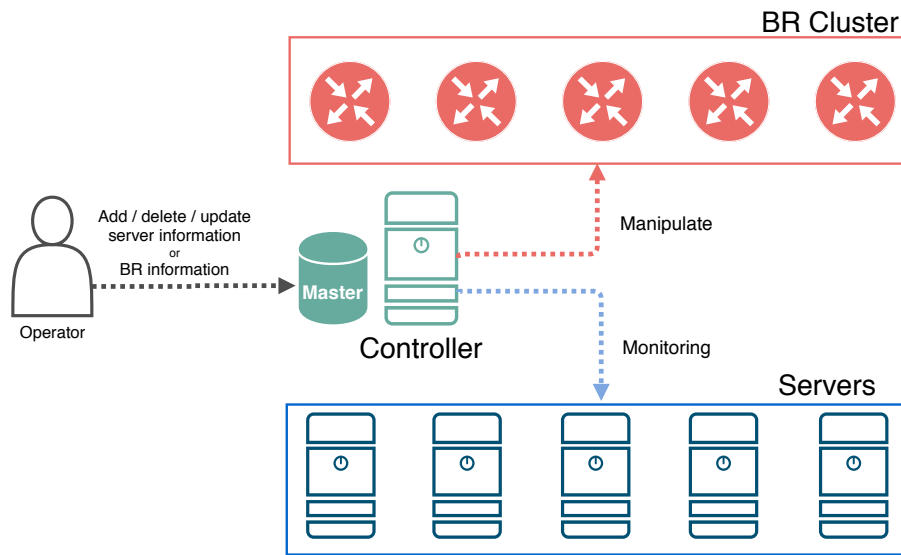 BR Cluster
Add / delete / update
server information
or
BR information
Manipulate
Master
Operator
Controller
Monitoring
Servers